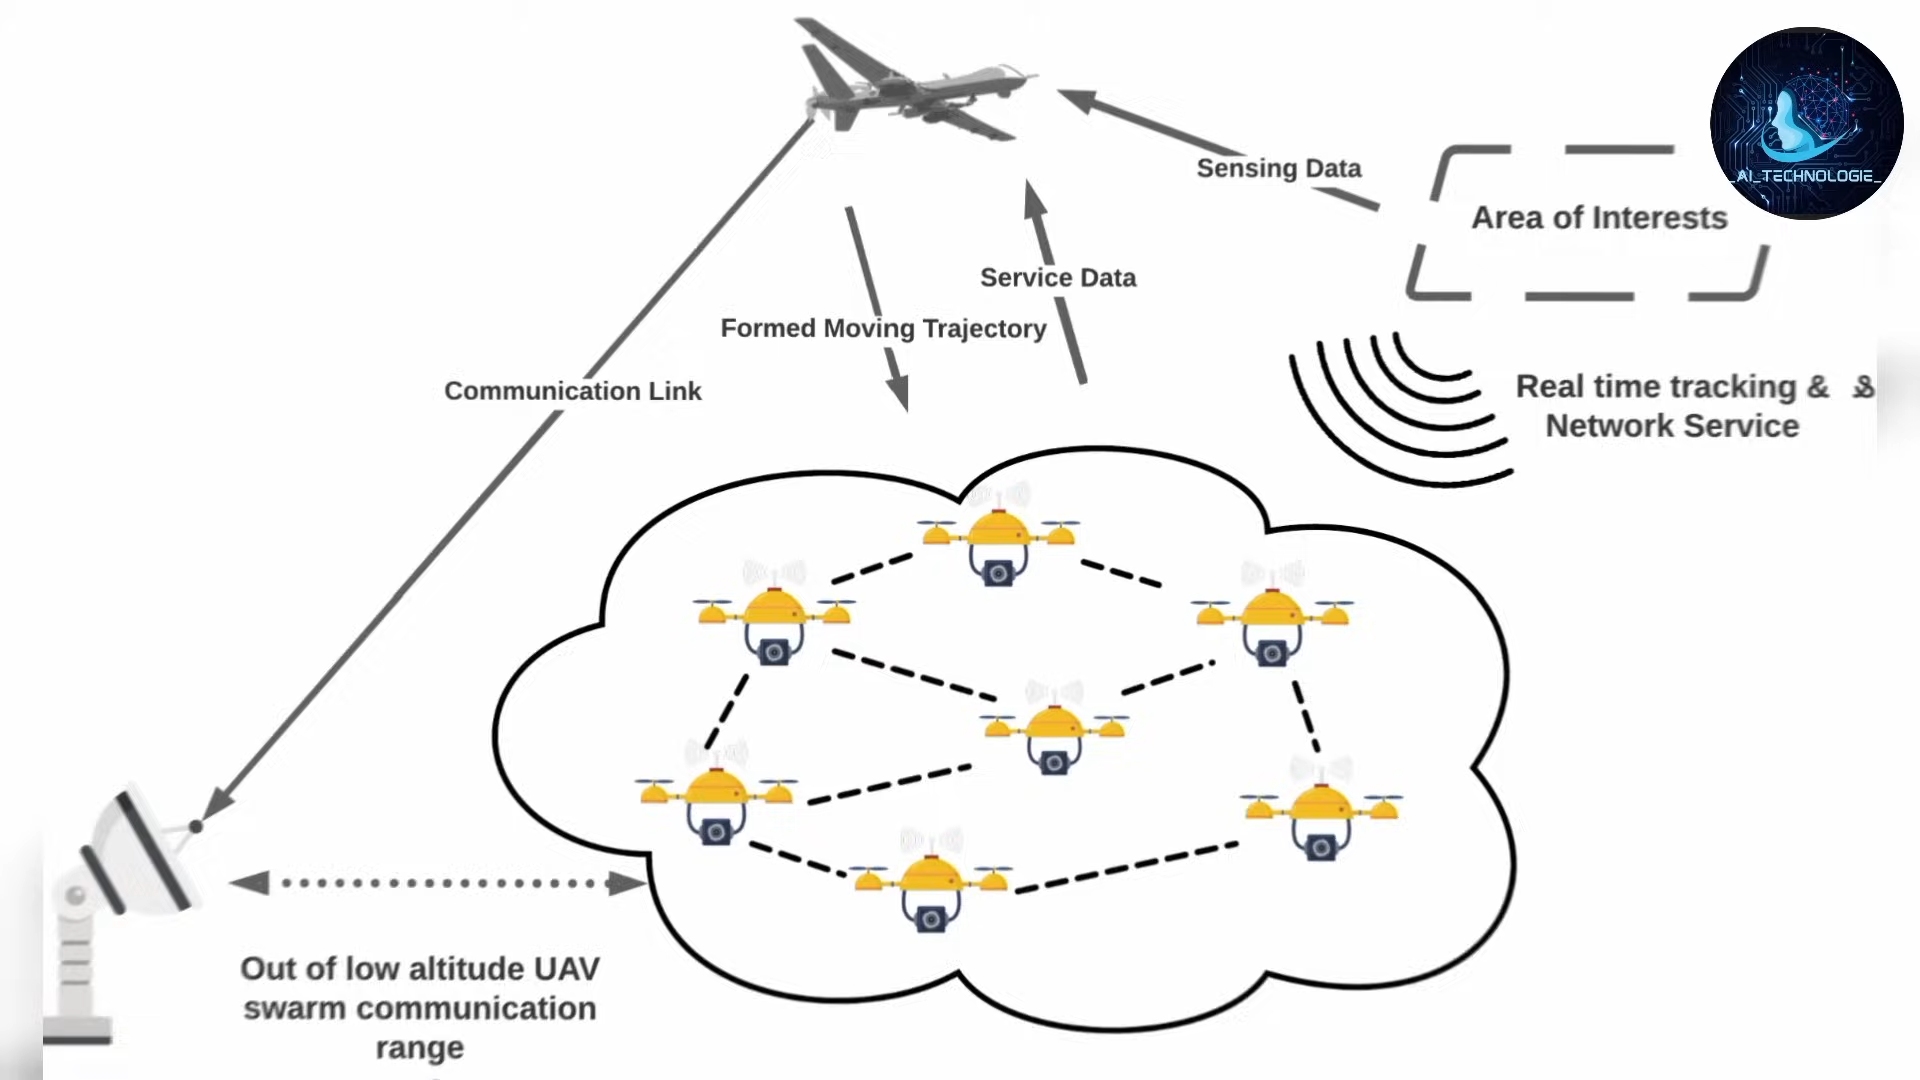 _AI_TECHNOLOGIE_
Sensing Data
Area of Interests
Service Data
Formed Moving Trajectory
Communication Link
Real time tracking & &
Network Service
Out of low altitude UAV
swarm communication
range